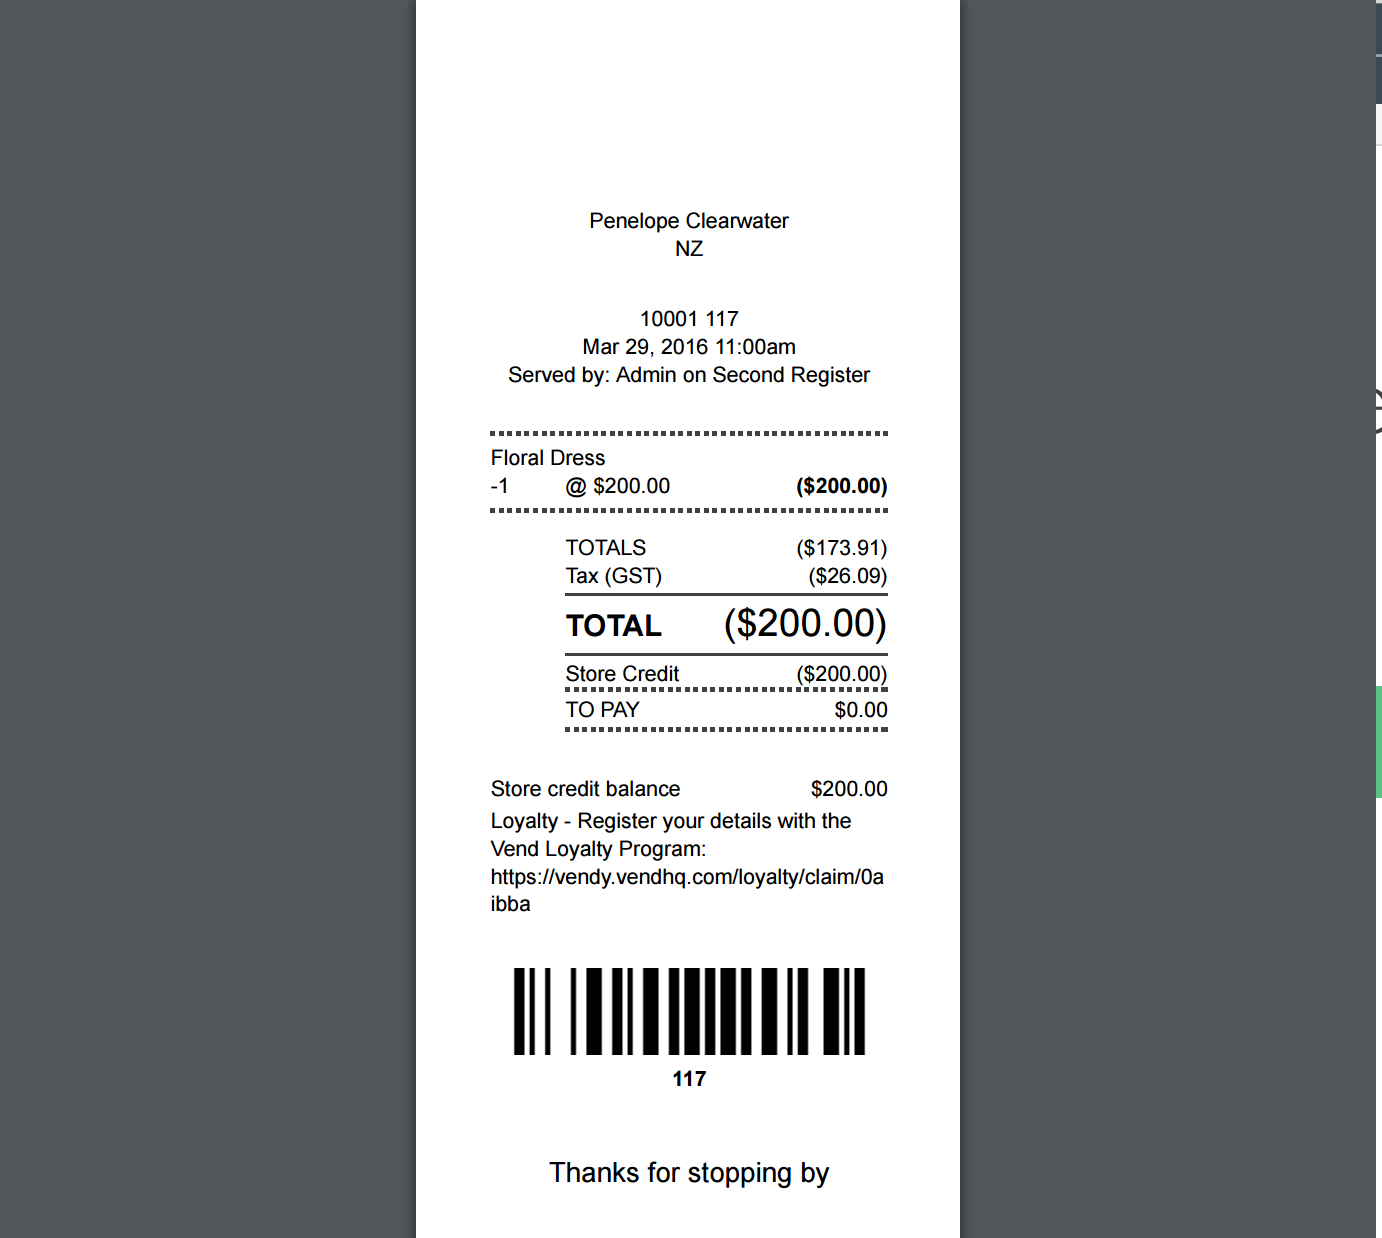 Penelope Clearwater
NZ
10001 117
Mar 29, 2016 11:00am
Served by: Admin on Second Register
Floral Dress
-1 @ $200.00 ($200.00)
TOTALS ($173.91)
Tax (GST) ($26.09)
TOTAL ($200.00)
Store Credit ($200.00)
TO PAY $0.00
Store credit balance $200.00
Loyalty - Register your details with the
Vend Loyalty Program:
https://vendy.vendhq.com/loyalty/claim/0a
ibba
117
Thanks for stopping by